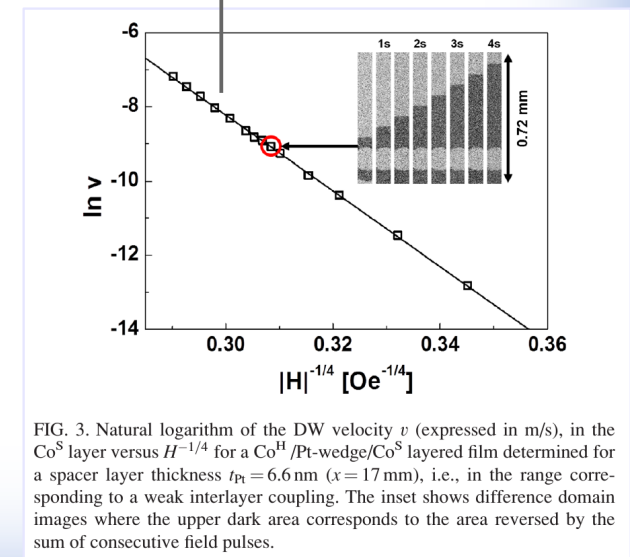 -6
-8
-10
-12
-14
ln v
1s 2s 3s 4s
0.72 mm
0.30 0.32 0.34 0.36
|H|-1/4 [Oe-1/4]
FIG. 3. Natural logarithm of the DW velocity v (expressed in m/s), in the
CoS layer versus H−1/4 for a CoH /Pt-wedge/CoS layered film determined for
a spacer layer thickness tPt = 6.6 nm (x = 17 mm), i.e., in the range corre-
sponding to a weak interlayer coupling. The inset shows difference domain
images where the upper dark area corresponds to the area reversed by the
sum of consecutive field pulses.